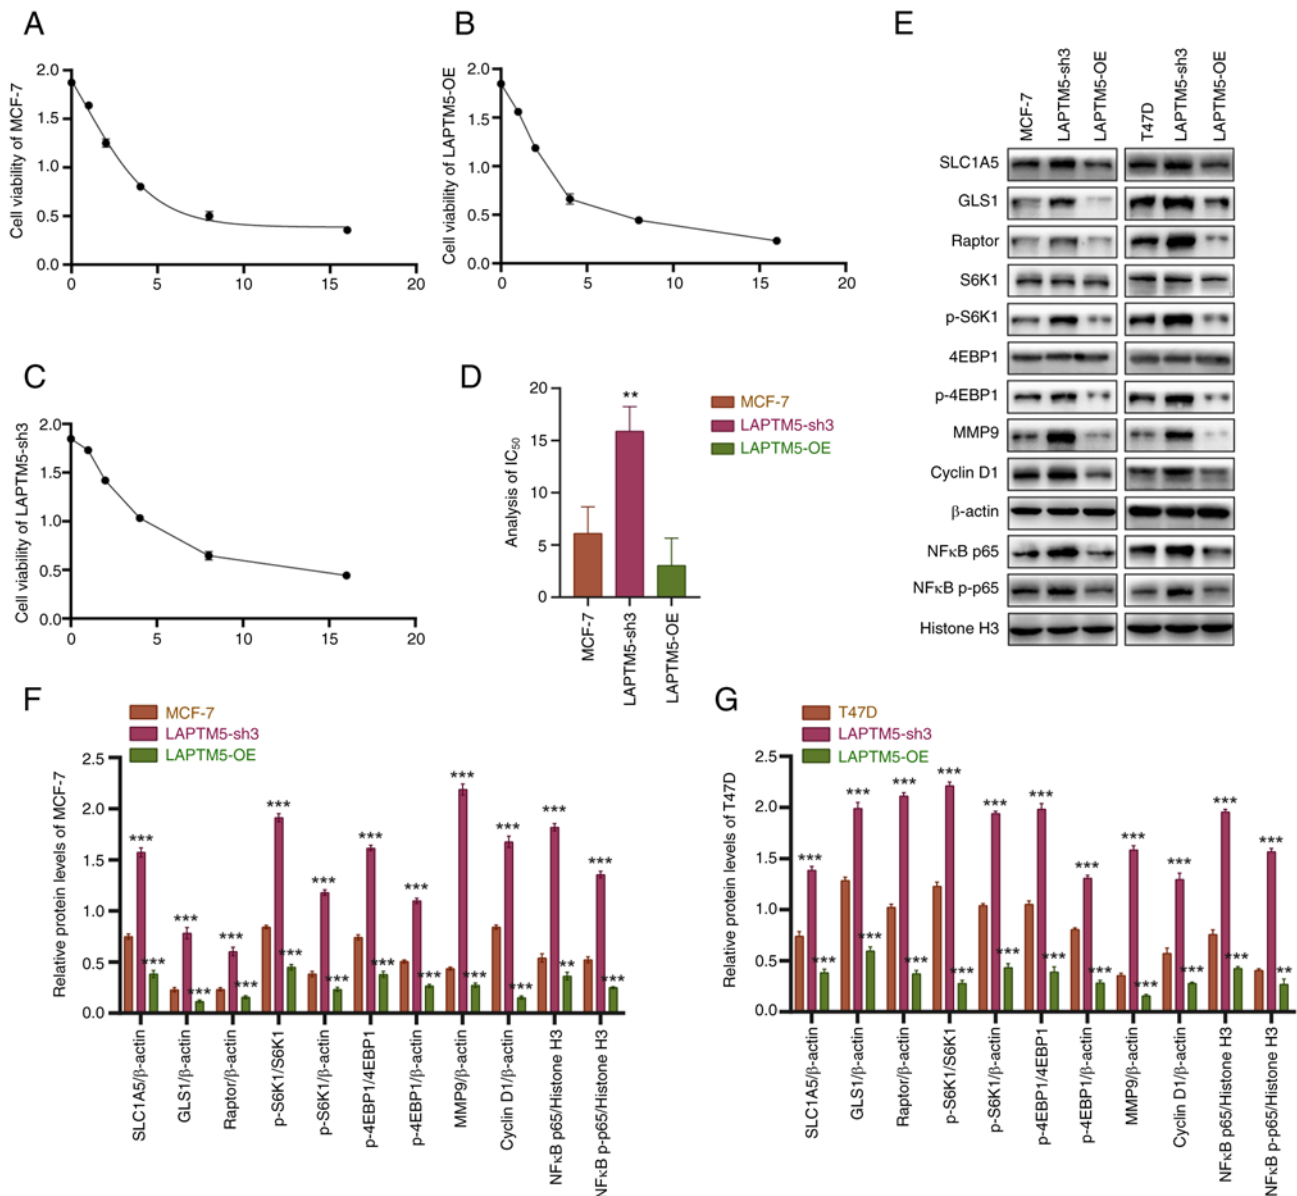 A
Cell viability of MCF-7
2.0
1.5
1.0
0.5
0.0
0 5 10 15 20
B
Cell viability of LAPTM5-OE
2.0
1.5
1.0
0.5
0.0
0 5 10 15 20
C
Cell viability of LAPTM5-sh3
2.0
1.5
1.0
0.5
0.0
0 5 10 15 20
D
Analysis of IC50
20
15
10
5
0
**
MCF-7
LAPTM5-sh3
LAPTM5-OE
MCF-7
LAPTM5-sh3
LAPTM5-OE
E
MCF-7
LAPTM5-sh3
LAPTM5-OE
T47D
LAPTM5-sh3
LAPTM5-OE
SLC1A5
GLS1
Raptor
S6K1
p-S6K1
4EBP1
p-4EBP1
MMP9
Cyclin D1
β-actin
NFκB p65
NFκB p-p65
Histone H3
F
MCF-7
LAPTM5-sh3
LAPTM5-OE
Relative protein levels of MCF-7
2.5
2.0
1.5
1.0
0.5
0.0
*** *** *** *** *** *** *** *** *** *** ***
*** *** *** *** *** *** *** *** *** ** ***
SLC1A5/β-actin
GLS1/β-actin
Raptor/β-actin
p-S6K1/S6K1
p-S6K1/β-actin
p-4EBP1/4EBP1
p-4EBP1/β-actin
MMP9/β-actin
Cyclin D1/β-actin
NFκB p65/Histone H3
NFκB p-p65/Histone H3
G
T47D
LAPTM5-sh3
LAPTM5-OE
Relative protein levels of T47D
2.5
2.0
1.5
1.0
0.5
0.0
*** *** *** *** *** *** *** *** *** *** ***
*** *** *** *** ** *** *** *** *** *** **
SLC1A5/β-actin
GLS1/β-actin
Raptor/β-actin
p-S6K1/S6K1
p-S6K1/β-actin
p-4EBP1/4EBP1
p-4EBP1/β-actin
MMP9/β-actin
Cyclin D1/β-actin
NFκB p65/Histone H3
NFκB p-p65/Histone H3